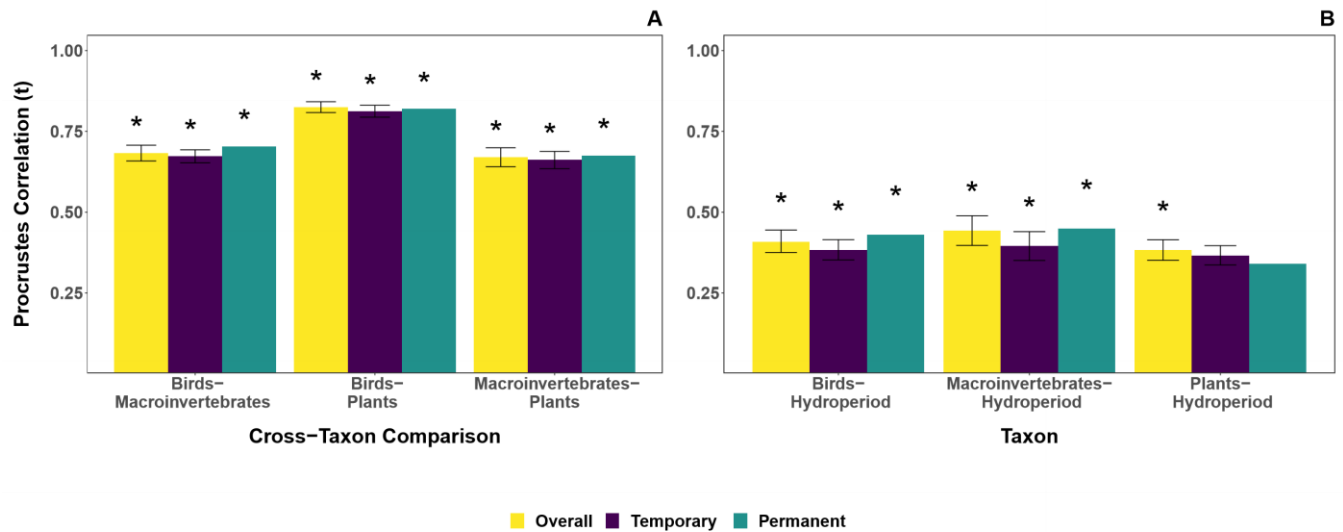 A
Procrustes Correlation (t)
1.00
0.75
0.50
0.25
* * * * * * * * *
Birds−
Macroinvertebrates
Birds−
Plants
Macroinvertebrates−
Plants
Cross−Taxon Comparison
B
1.00
0.75
0.50
0.25
* * * * * * *
Birds−
Hydroperiod
Macroinvertebrates−
Hydroperiod
Plants−
Hydroperiod
Taxon
Overall Temporary Permanent